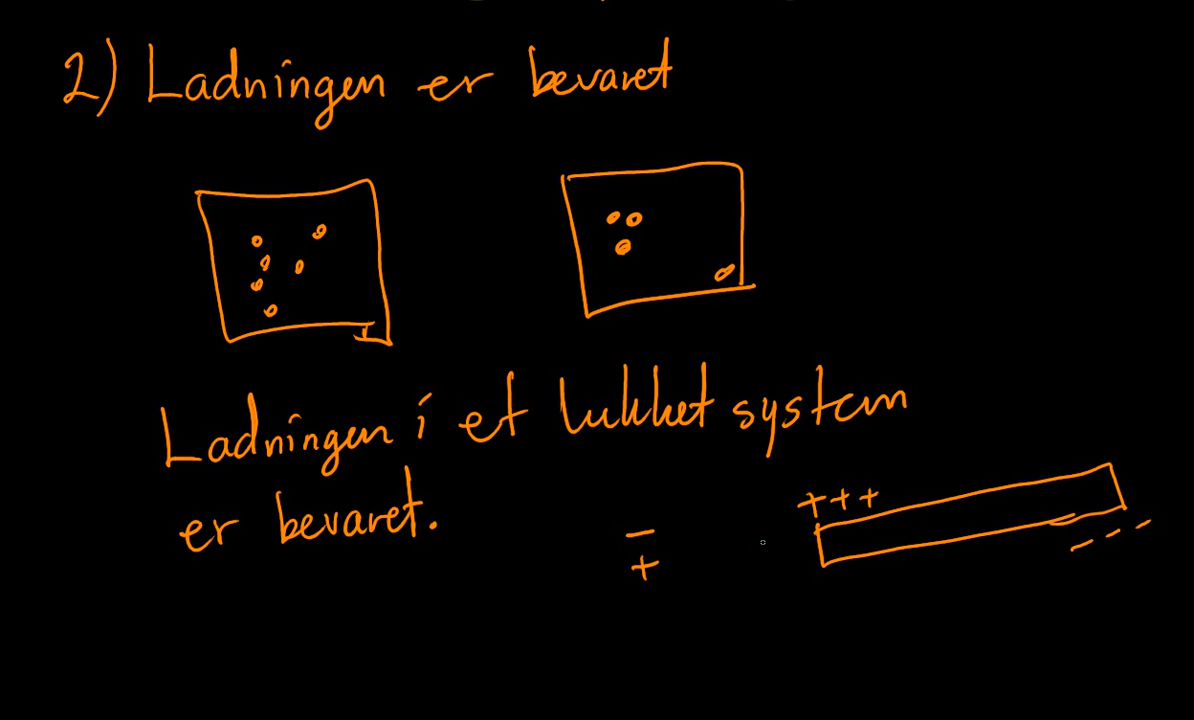 2) Ladningen er bevaret
Ladningen i et lukket system
er bevaret.
+++
−
+
---